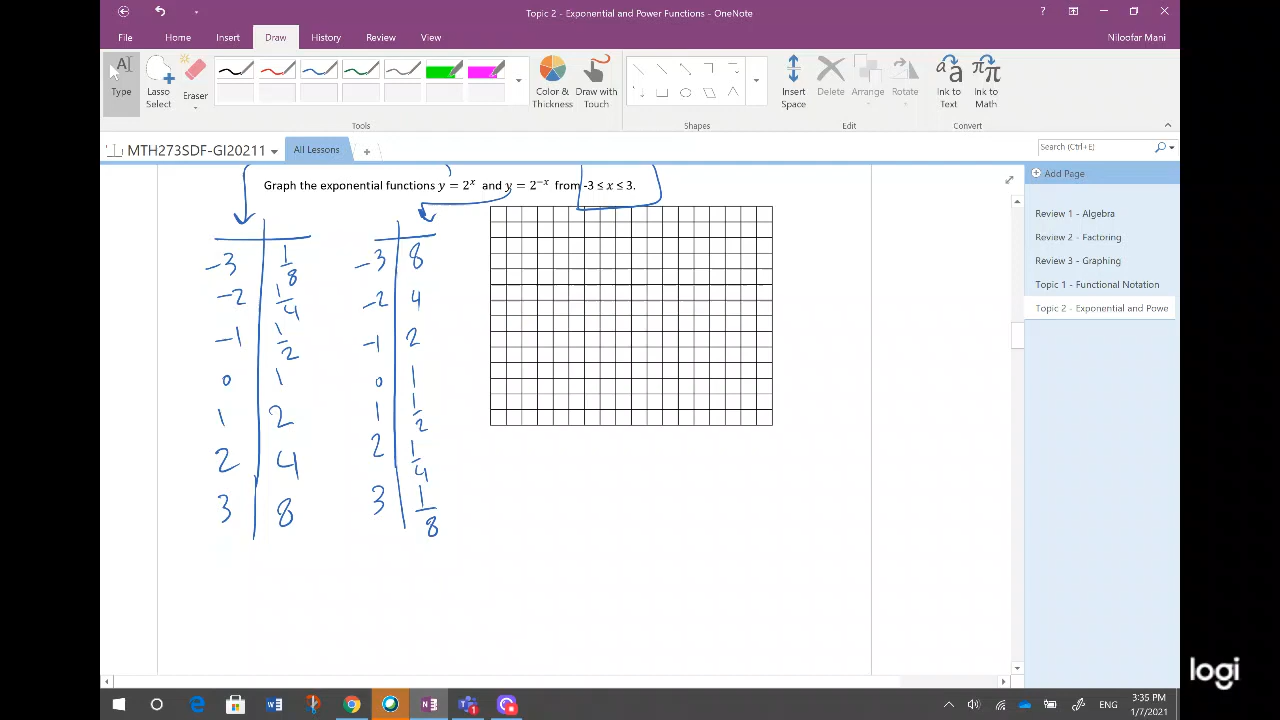 Topic 2 - Exponential and Power Functions - OneNote
?
File Home Insert Draw History Review View
Niloofar Mani
Type
Lasso Select
Eraser
Color & Thickness
Draw with Touch
Insert Space
Delete
Arrange
Rotate
Ink to Text
Ink to Math
Tools
Shapes
Edit
Convert
MTH273SDF-GI20211
All Lessons
Search (Ctrl+E)
Add Page
Review 1 - Algebra
Review 2 - Factoring
Review 3 - Graphing
Topic 1 - Functional Notation
Topic 2 - Exponential and Powe
Graph the exponential functions y = 2^x and y = 2^−x from -3 ≤ x ≤ 3.
-3 1/8
-2 1/4
-1 1/2
0 1
1 2
2 4
3 8
-3 8
-2 4
-1 2
0 1
1 1/2
2 1/4
3 1/8
logi
ENG
3:35 PM
1/7/2021